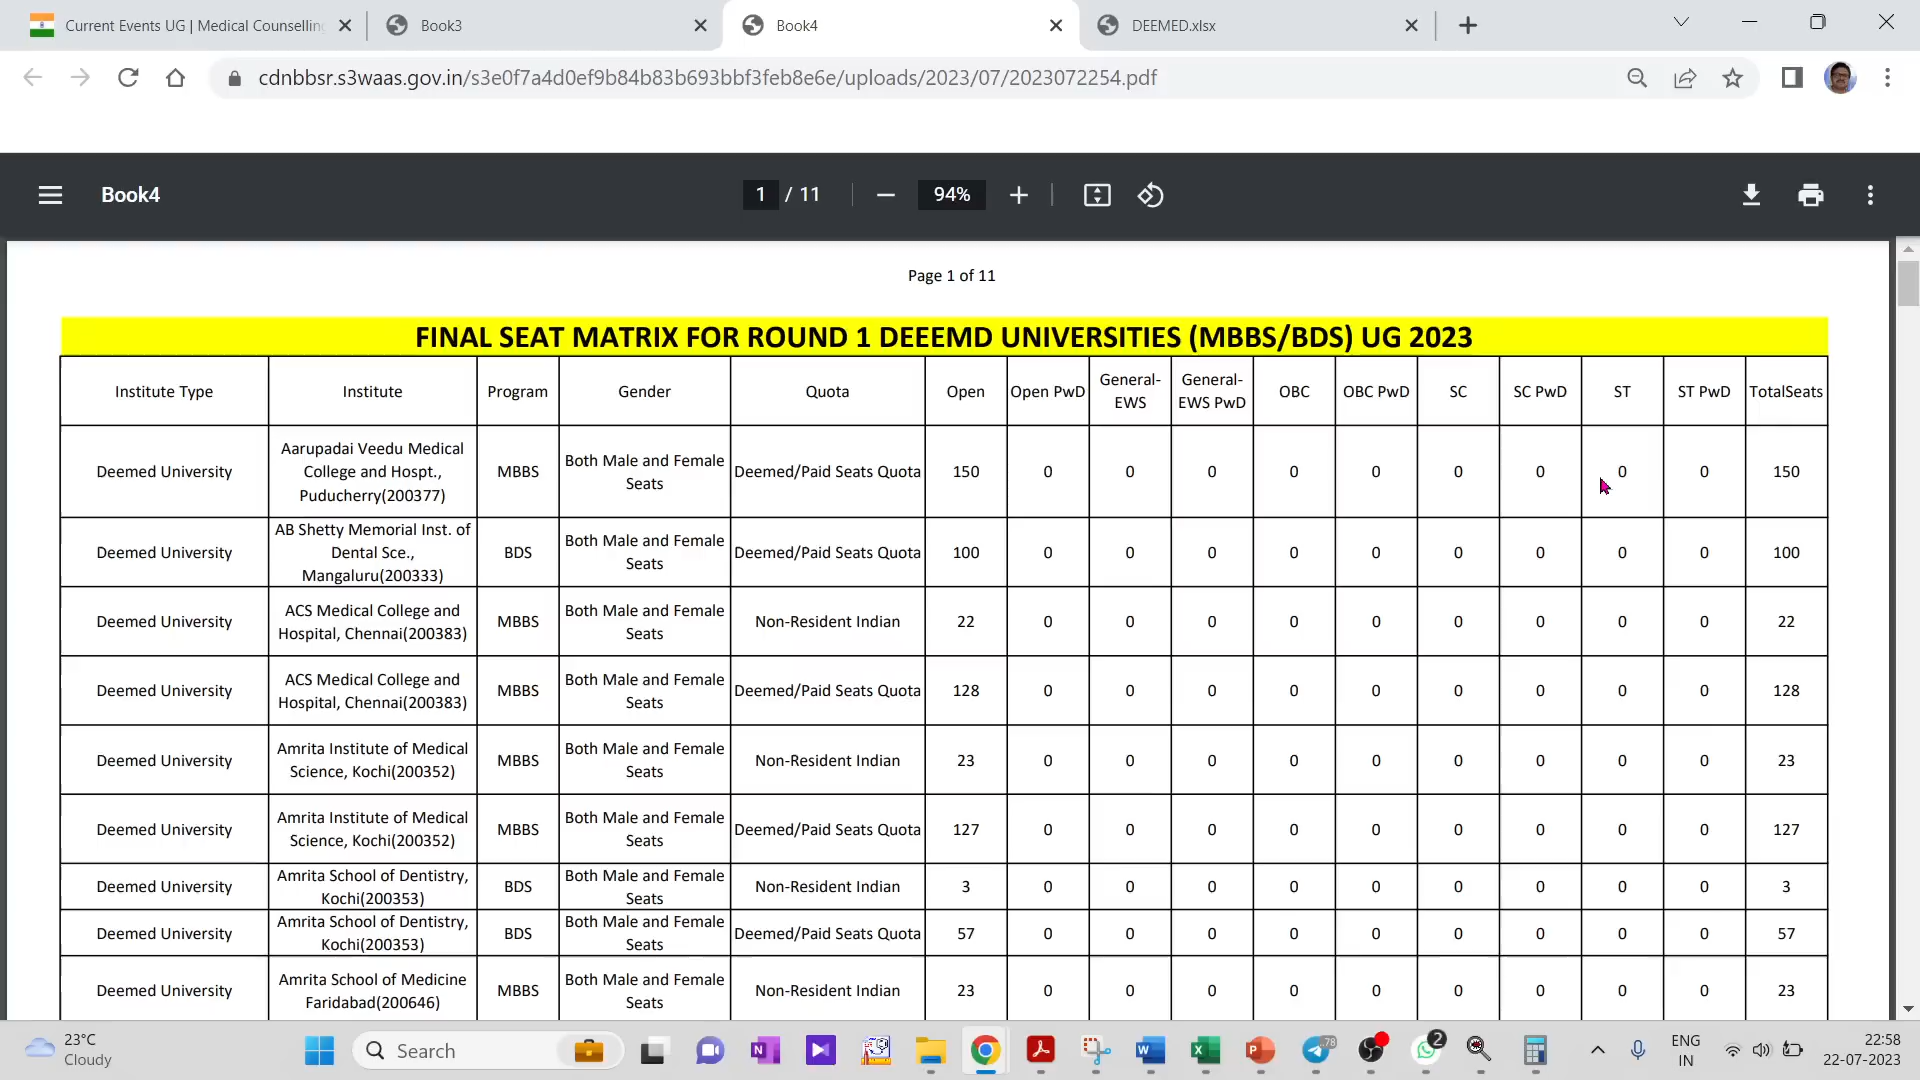 Current Events UG | Medical Counselling
Book3
Book4
DEEMED.xlsx
cdnbbsr.s3waas.gov.in/s3e0f7a4d0ef9b84b83b693bbf3feb8e6e/uploads/2023/07/2023072254.pdf
Book4
1 / 11
94%
Page 1 of 11
FINAL SEAT MATRIX FOR ROUND 1 DEEEMD UNIVERSITIES (MBBS/BDS) UG 2023
Institute Type Institute Program Gender Quota Open Open PwD General-EWS General-EWS PwD OBC OBC PwD SC SC PwD ST ST PwD TotalSeats
Deemed University Aarupadai Veedu Medical College and Hospt., Puducherry(200377) MBBS Both Male and Female Seats Deemed/Paid Seats Quota 150 0 0 0 0 0 0 0 0 0 150
Deemed University AB Shetty Memorial Inst. of Dental Sce., Mangaluru(200333) BDS Both Male and Female Seats Deemed/Paid Seats Quota 100 0 0 0 0 0 0 0 0 0 100
Deemed University ACS Medical College and Hospital, Chennai(200383) MBBS Both Male and Female Seats Non-Resident Indian 22 0 0 0 0 0 0 0 0 0 22
Deemed University ACS Medical College and Hospital, Chennai(200383) MBBS Both Male and Female Seats Deemed/Paid Seats Quota 128 0 0 0 0 0 0 0 0 0 128
Deemed University Amrita Institute of Medical Science, Kochi(200352) MBBS Both Male and Female Seats Non-Resident Indian 23 0 0 0 0 0 0 0 0 0 23
Deemed University Amrita Institute of Medical Science, Kochi(200352) MBBS Both Male and Female Seats Deemed/Paid Seats Quota 127 0 0 0 0 0 0 0 0 0 127
Deemed University Amrita School of Dentistry, Kochi(200353) BDS Both Male and Female Seats Non-Resident Indian 3 0 0 0 0 0 0 0 0 0 3
Deemed University Amrita School of Dentistry, Kochi(200353) BDS Both Male and Female Seats Deemed/Paid Seats Quota 57 0 0 0 0 0 0 0 0 0 57
Deemed University Amrita School of Medicine Faridabad(200646) MBBS Both Male and Female Seats Non-Resident Indian 23 0 0 0 0 0 0 0 0 0 23
23°C
Cloudy
Search
78
2
ENG
IN
22:58
22-07-2023